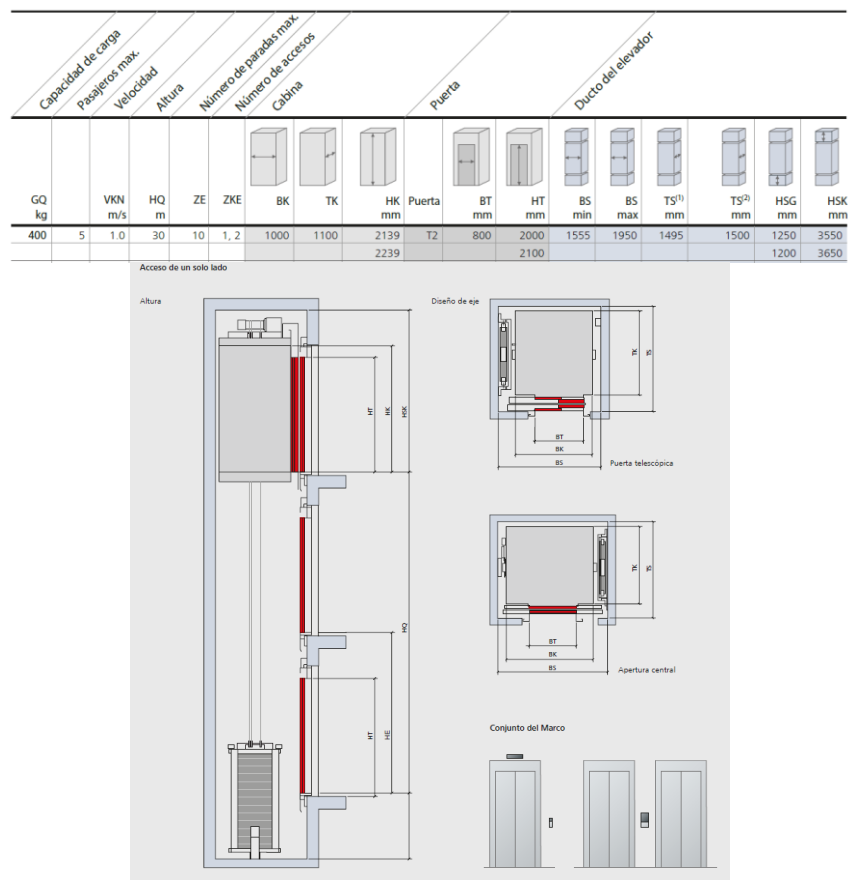 Capacidad de carga
Pasajeros max.
Velocidad
Altura
Número de paradas max.
Número de accesos
Cabina
Puerta
Ducto del elevador
GQ VKN HQ ZE ZKE BK TK HK Puerta BT HT BS BS TS(1) TS(2) HSG HSK
kg m/s m mm mm mm min max mm mm mm mm
400 5 1.0 30 10 1, 2 1000 1100 2139 T2 800 2000 1555 1950 1495 1500 1250 3550
2239 2100 1200 3650
Acceso de un solo lado
Altura
Diseño de eje
HT
HK
HSK
HQ
HT
HE
TK
TS
BT
BK
BS
Puerta telescópica
TK
TS
BT
BK
BS
Apertura central
Conjunto del Marco